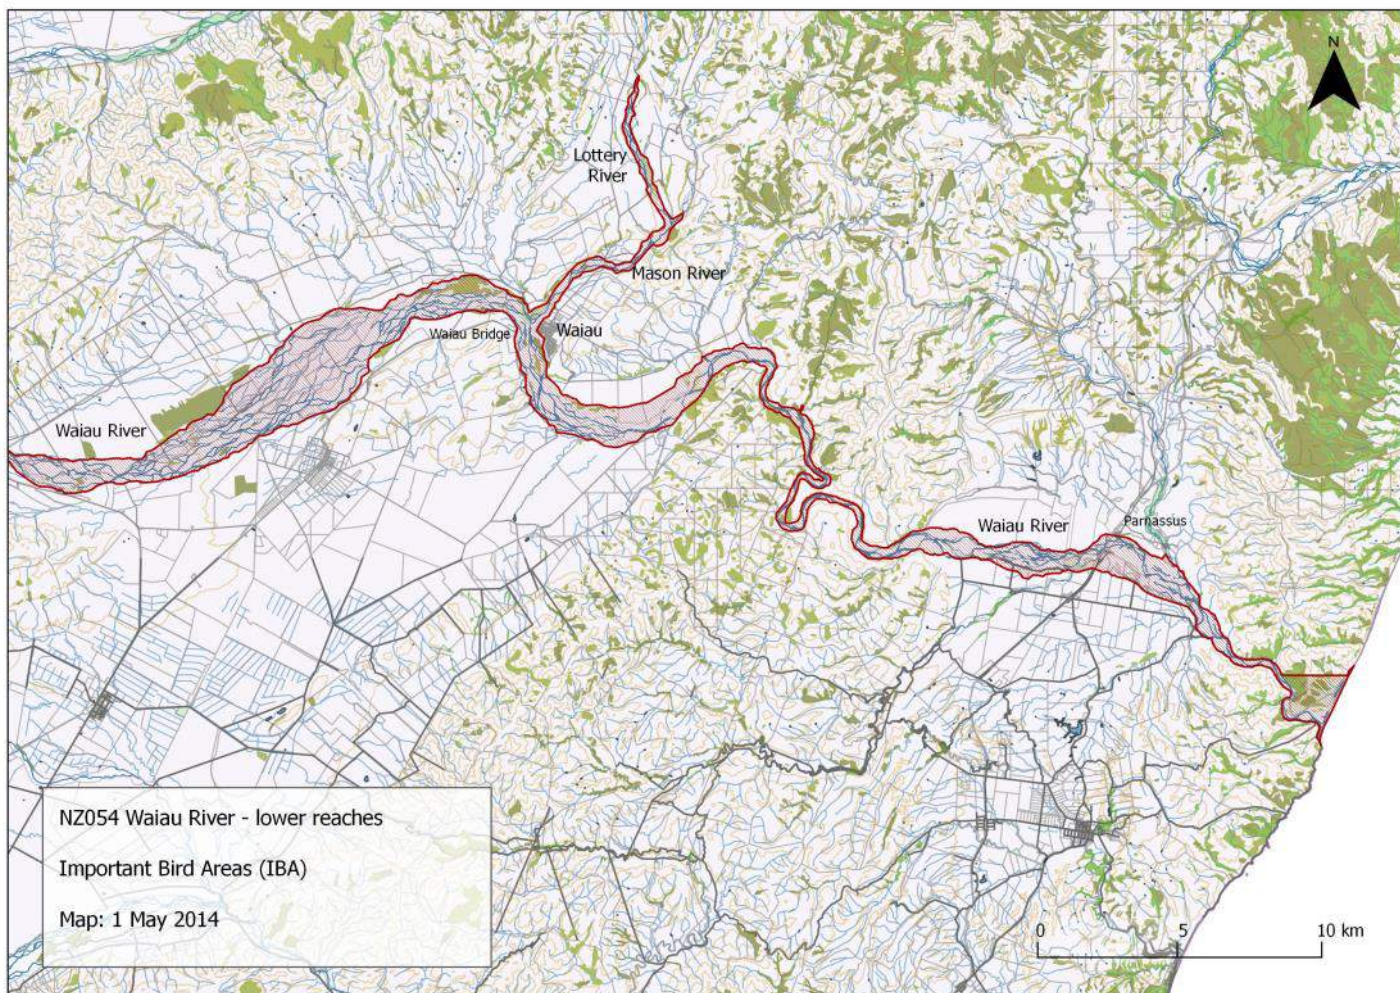 N
Lottery
River
Mason River
Waiau Bridge
Waiau
Waiau River
Waiau River
Parnassus
NZ054 Waiau River - lower reaches
Important Bird Areas (IBA)
Map: 1 May 2014
0 5 10 km